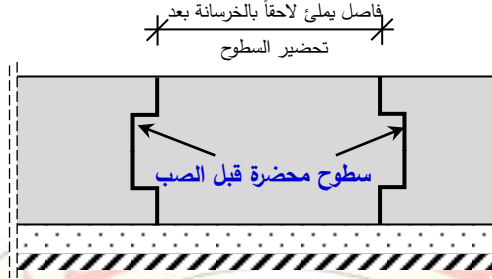 فاصل يملئ لاحقاً بالخرسانة بعد
تحضير السطوح
سطوح محضرة قبل الصب